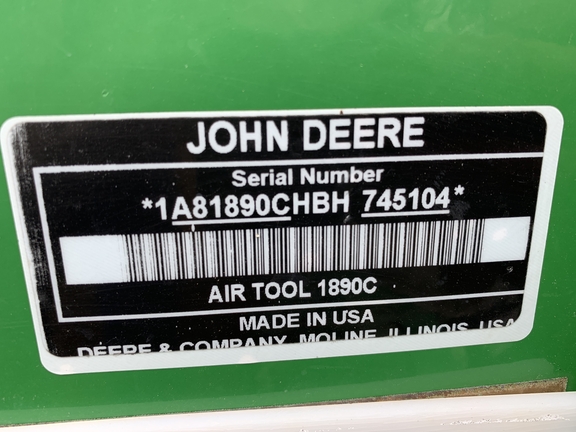 JOHN DEERE
Serial Number
*1A81890CHBH 745104*
AIR TOOL 1890C
MADE IN USA
DEERE & COMPANY, MOLINE, ILLINOIS, USA